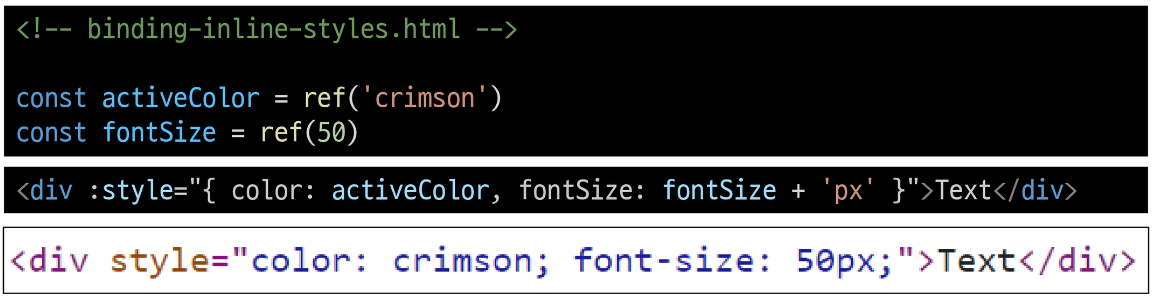 <!-- binding-inline-styles.html -->
const activeColor = ref('crimson')
const fontSize = ref(50)
<div :style="{ color: activeColor, fontSize: fontSize + 'px' }">Text</div>
<div style="color: crimson; font-size: 50px;">Text</div>